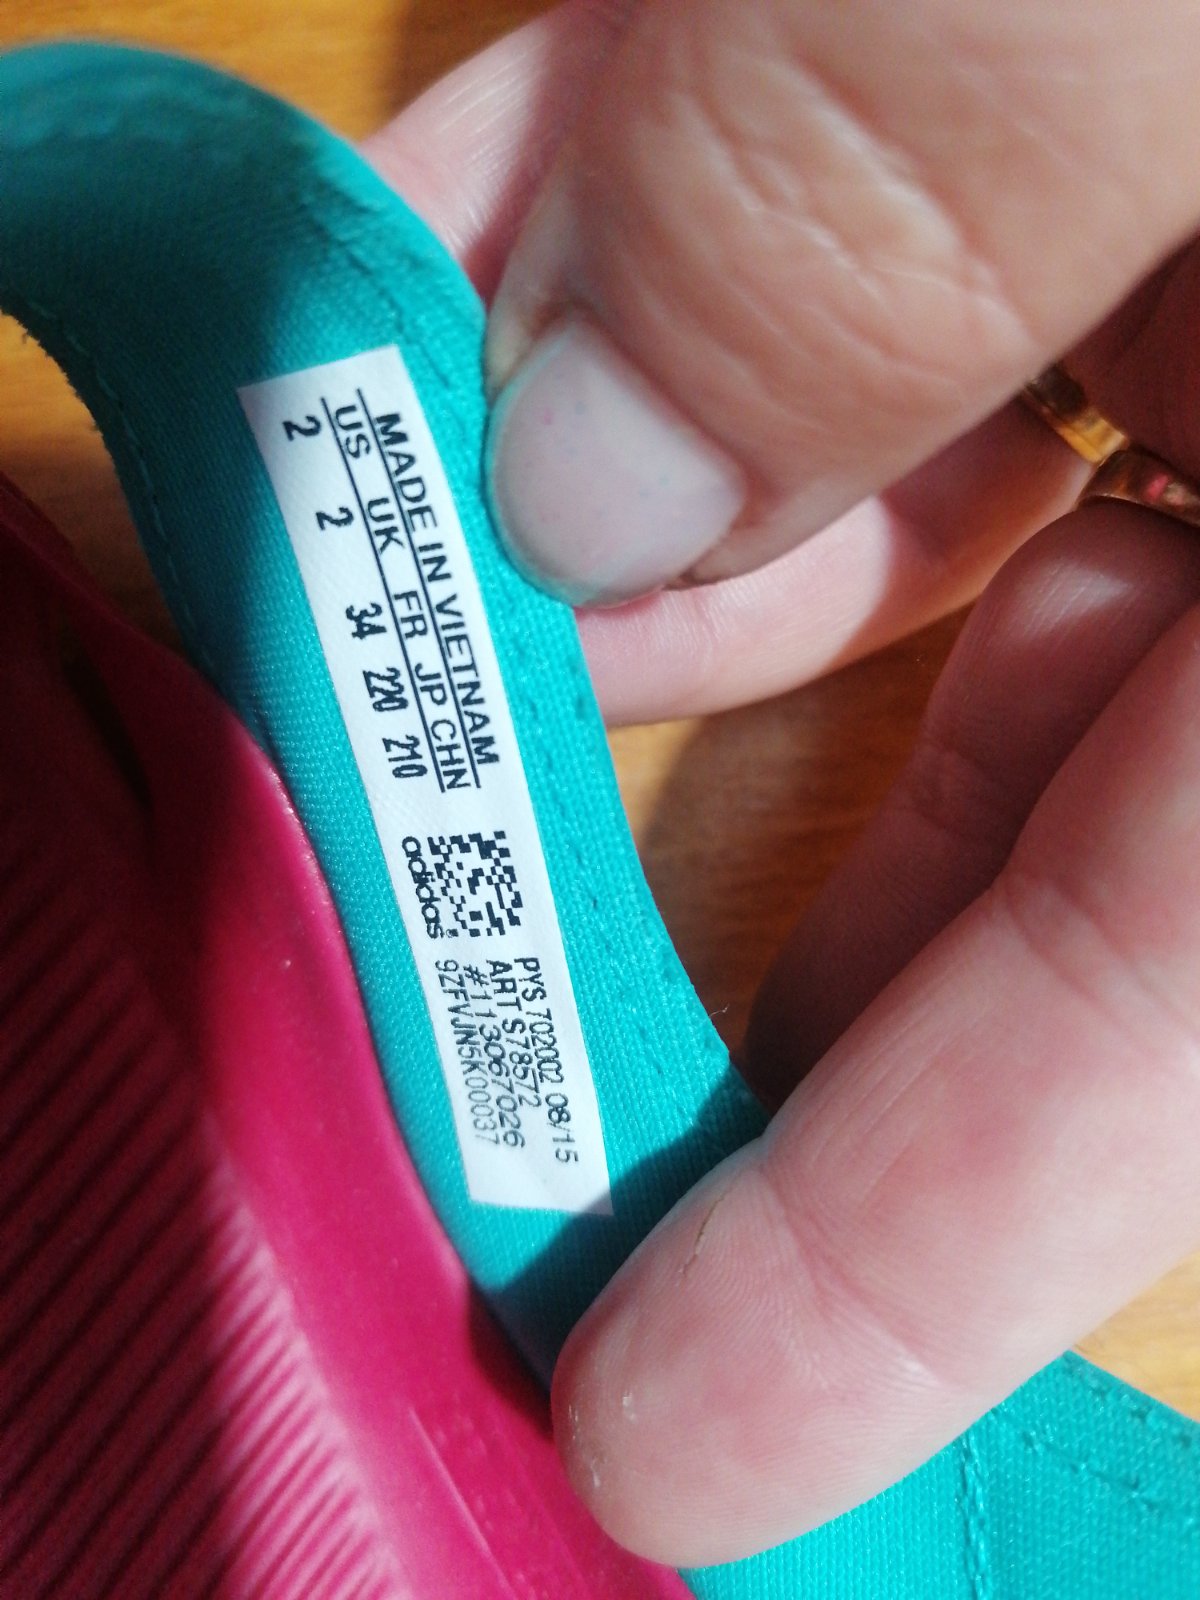 MADE IN VIETNAM
US UK FR JP CHN
2 2 34 220 210
adidas
PYS 702002 08/15
ART S78572
#113067026
9ZFVJN5K00037